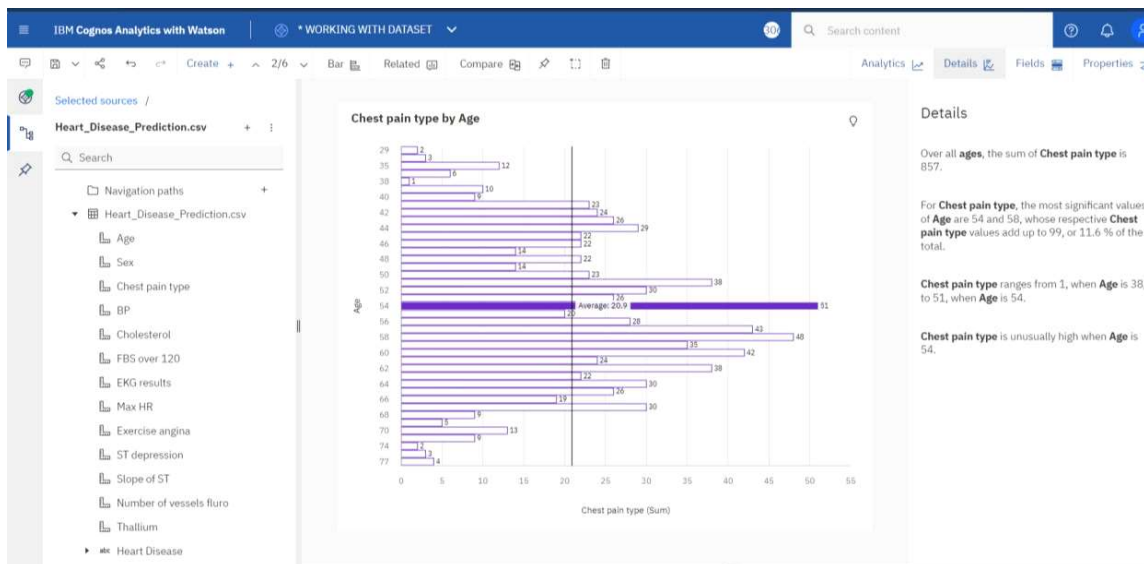 IBM Cognos Analytics with Watson
* WORKING WITH DATASET
Search content
Create +
2/6
Bar
Related
Compare
Analytics
Details
Fields
Properties
Selected sources /
Heart_Disease_Prediction.csv
Search
Navigation paths
Heart_Disease_Prediction.csv
Age
Sex
Chest pain type
BP
Cholesterol
FBS over 120
EKG results
Max HR
Exercise angina
ST depression
Slope of ST
Number of vessels fluro
Thallium
abc Heart Disease
Chest pain type by Age
Age
29 2
3
35 12
6
38 1
10
40 9
23
42 24
26
44 29
22
46 22
14
48 22
14
50 23
38
52 30
26
54 Average: 20.9 51
20
56 28
43
58 48
35
60 42
24
62 38
22
64 30
26
66 19
30
68 9
5
70 13
9
74 2
3
77 4
0 5 10 15 20 25 30 35 40 45 50 55
Chest pain type (Sum)
Details
Over all ages, the sum of Chest pain type is
857.
For Chest pain type, the most significant values
of Age are 54 and 58, whose respective Chest
pain type values add up to 99, or 11.6 % of the
total.
Chest pain type ranges from 1, when Age is 38,
to 51, when Age is 54.
Chest pain type is unusually high when Age is
54.